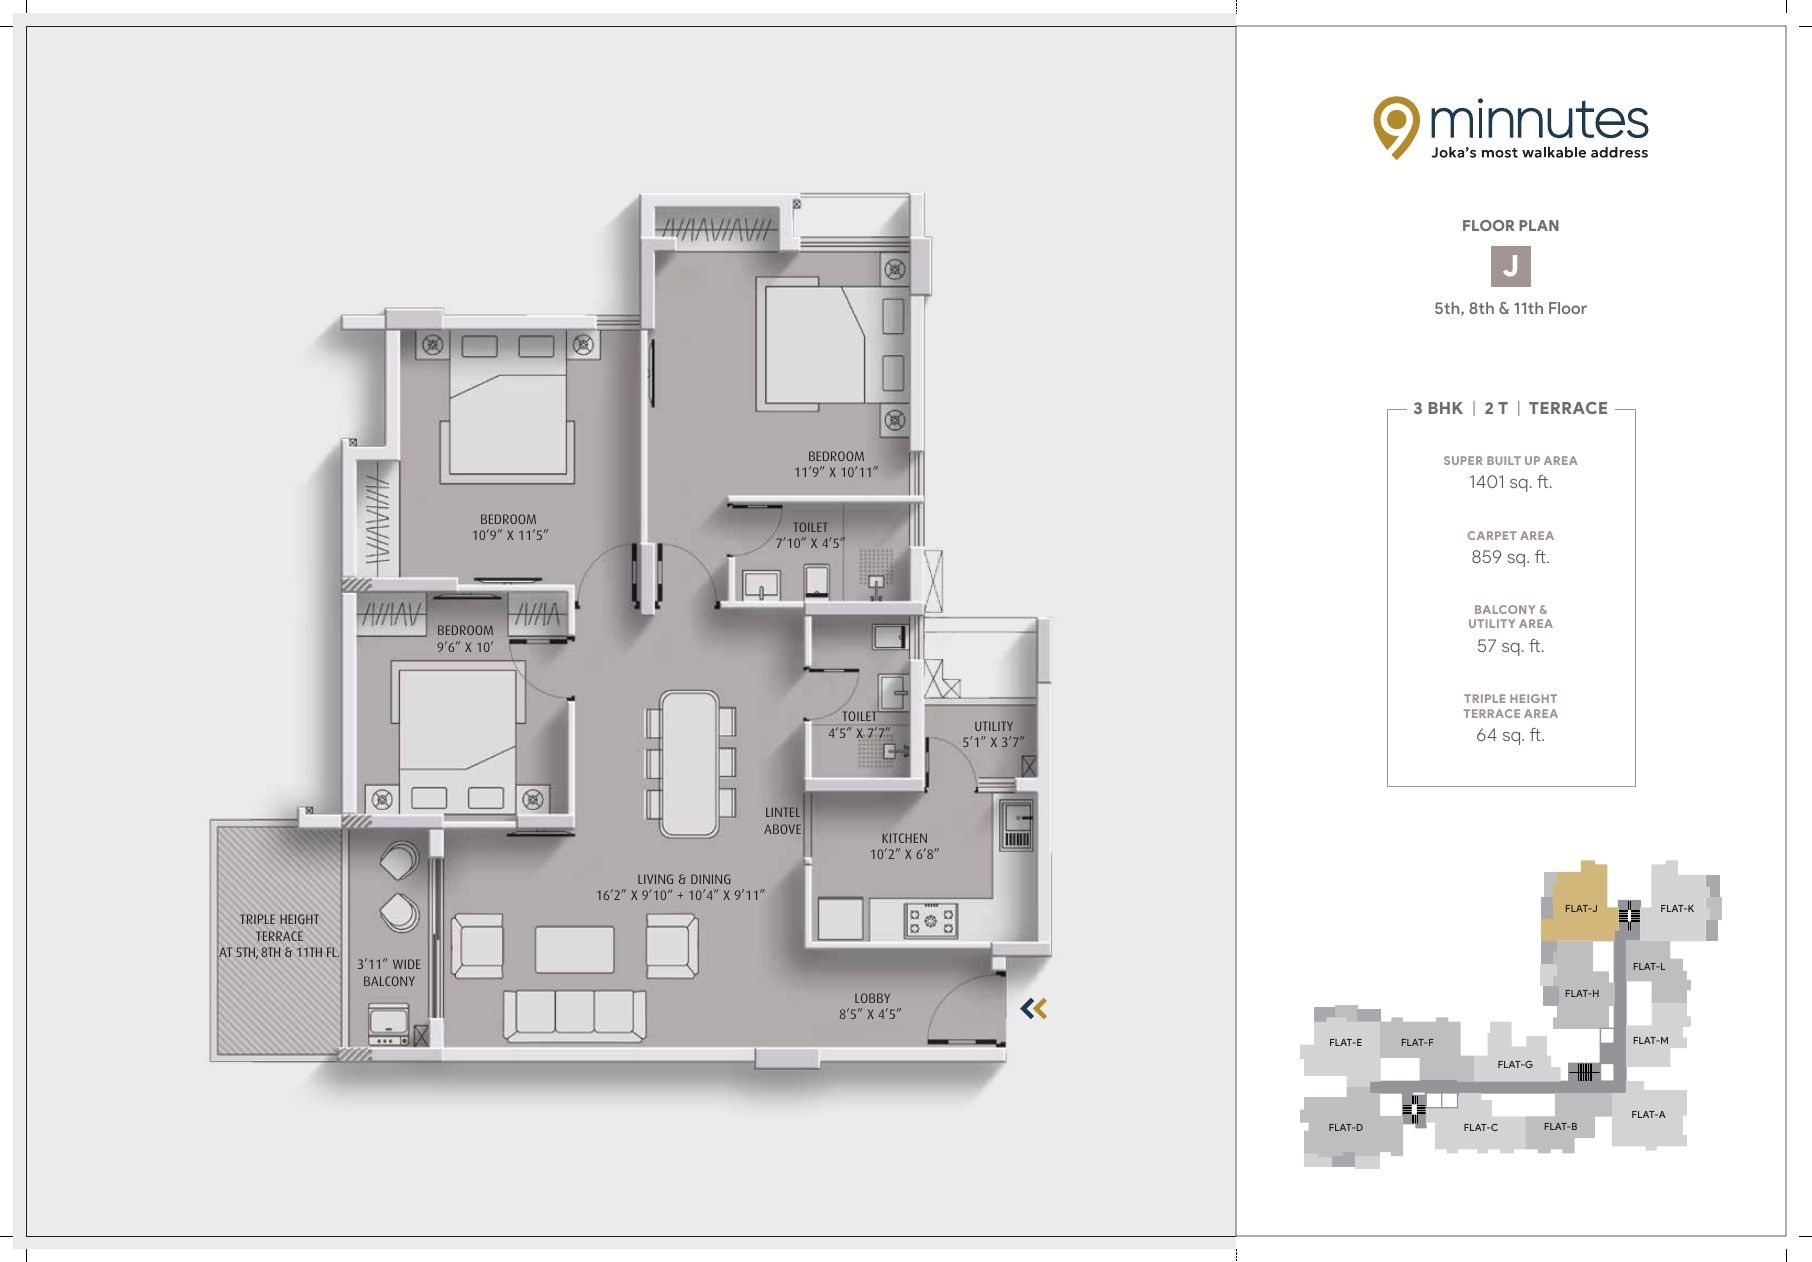 BEDROOM
11'9" X 10'11"
BEDROOM
10'9" X 11'5"
TOILET
7'10" X 4'5"
BEDROOM
9'6" X 10'
TOILET
4'5" X 7'7"
UTILITY
5'1" X 3'7"
LINTEL
ABOVE
KITCHEN
10'2" X 6'8"
LIVING & DINING
16'2" X 9'10" + 10'4" X 9'11"
TRIPLE HEIGHT
TERRACE
AT 5TH, 8TH & 11TH FL.
3'11" WIDE
BALCONY
LOBBY
8'5" X 4'5"
9 minnutes
Joka's most walkable address
FLOOR PLAN
J
5th, 8th & 11th Floor
3 BHK | 2 T | TERRACE
SUPER BUILT UP AREA
1401 sq. ft.
CARPET AREA
859 sq. ft.
BALCONY &
UTILITY AREA
57 sq. ft.
TRIPLE HEIGHT
TERRACE AREA
64 sq. ft.
FLAT-J
FLAT-K
FLAT-L
FLAT-H
FLAT-E
FLAT-F
FLAT-M
FLAT-G
FLAT-A
FLAT-D
FLAT-C
FLAT-B